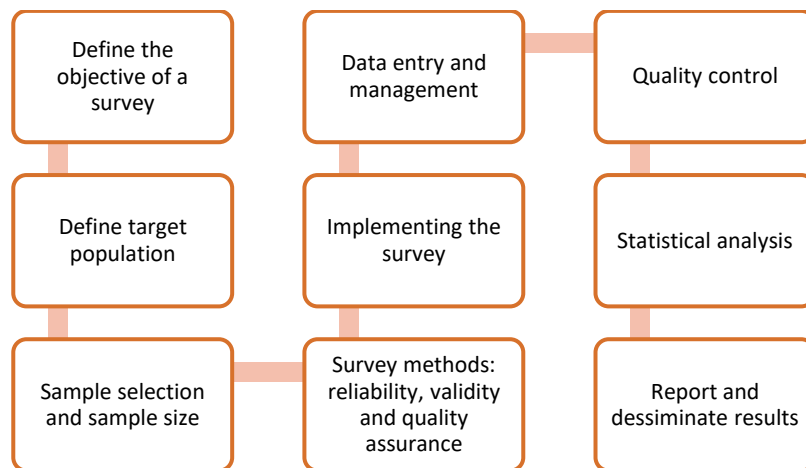 Define the
objective of a
survey
Define target
population
Sample selection
and sample size
Survey methods:
reliability, validity
and quality
assurance
Implementing the
survey
Data entry and
management
Quality control
Statistical analysis
Report and
dessiminate results